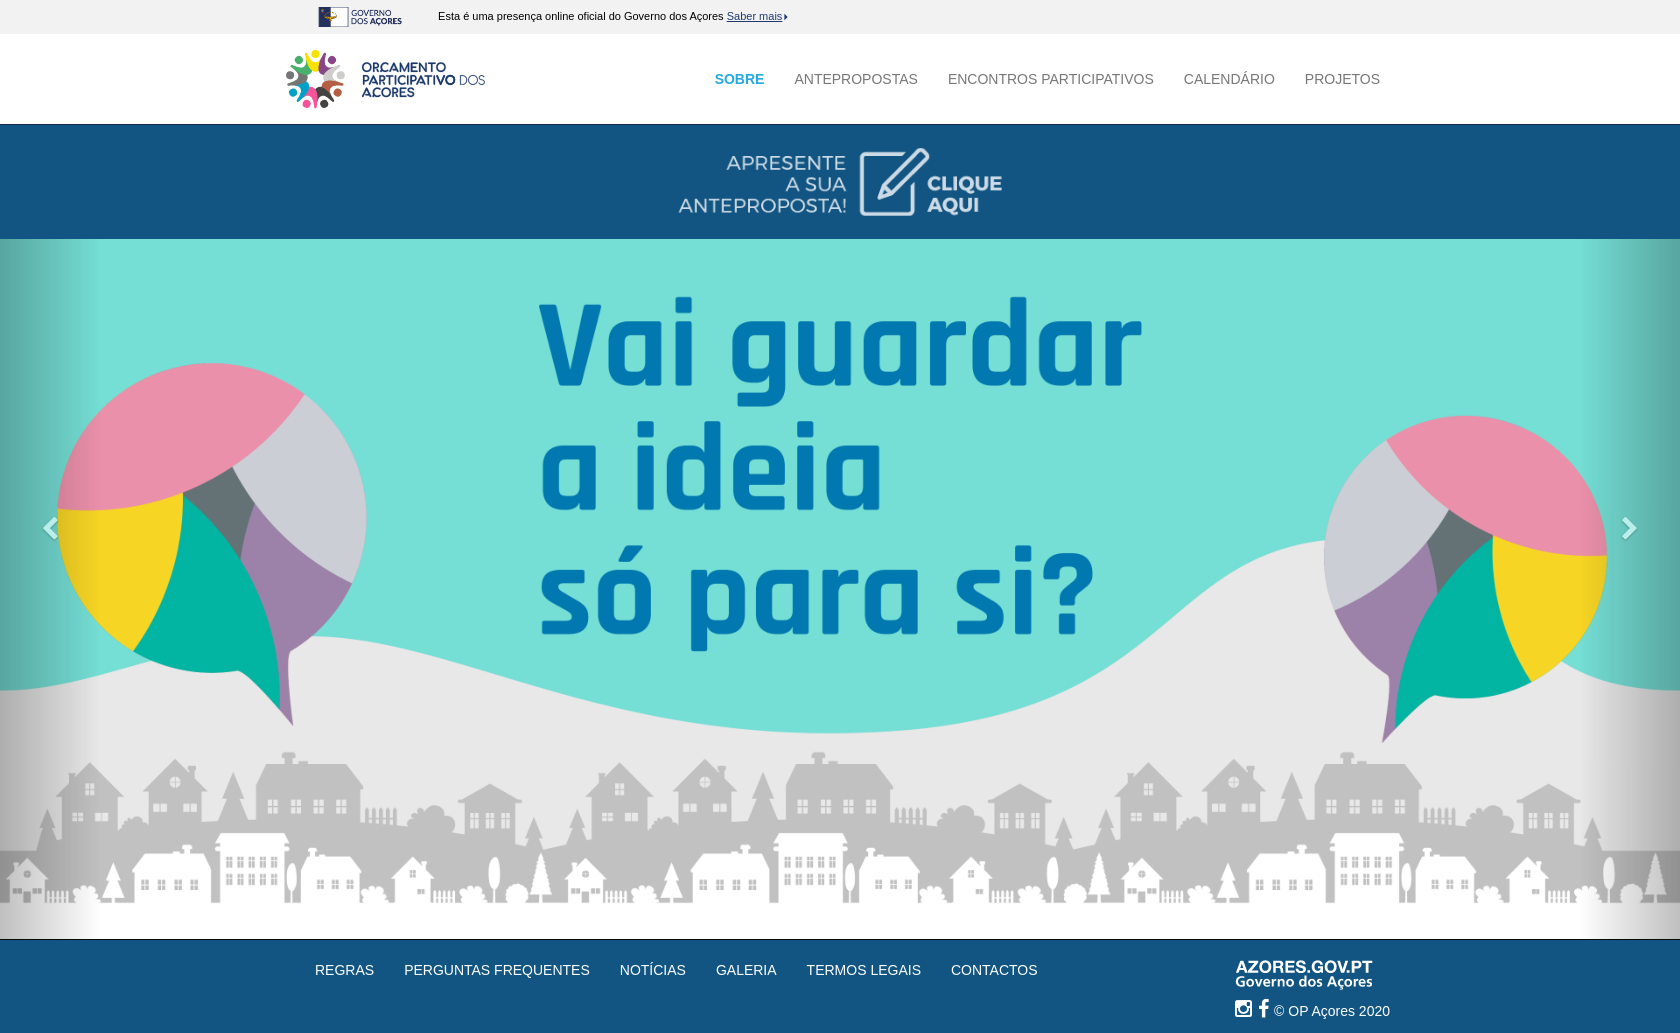 GOVERNO
DOS AÇORES
Esta é uma presença online oficial do Governo dos Açores Saber mais
ORÇAMENTO
PARTICIPATIVO DOS
AÇORES
SOBRE
ANTEPROPOSTAS
ENCONTROS PARTICIPATIVOS
CALENDÁRIO
PROJETOS
APRESENTE
A SUA
ANTEPROPOSTA!
CLIQUE
AQUI
Vai guardar
a ideia
só para si?
REGRAS
PERGUNTAS FREQUENTES
NOTÍCIAS
GALERIA
TERMOS LEGAIS
CONTACTOS
AZORES.GOV.PT
Governo dos Açores
© OP Açores 2020